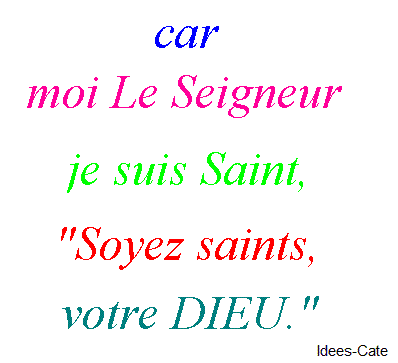 car
moi Le Seigneur
je suis Saint,
"Soyez saints,
votre DIEU."
Idees-Cate